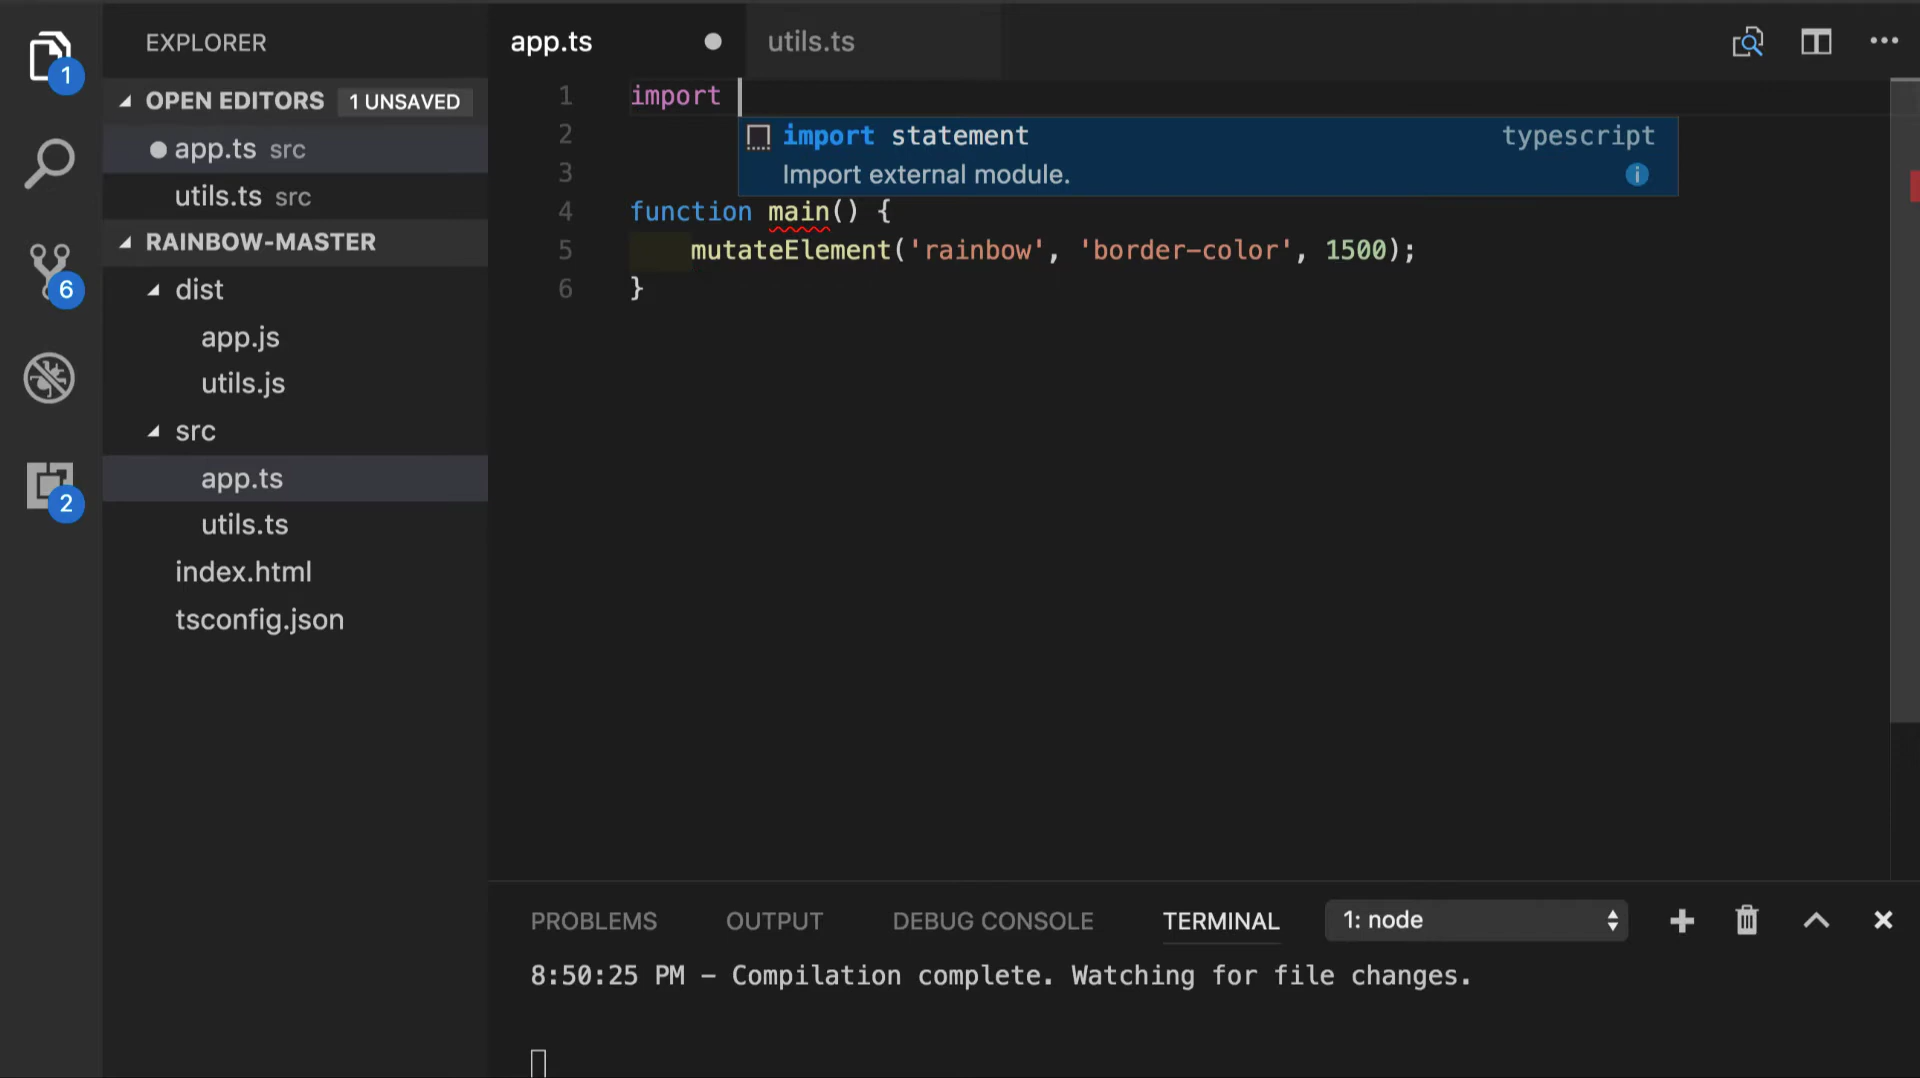 EXPLORER
1
OPEN EDITORS 1 UNSAVED
app.ts src
utils.ts src
RAINBOW-MASTER
6
dist
app.js
utils.js
src
app.ts
2
utils.ts
index.html
tsconfig.json
app.ts
utils.ts
1 import
import statement typescript
Import external module.
2
3
4 function main() {
5 mutateElement('rainbow', 'border-color', 1500);
6 }
PROBLEMS OUTPUT DEBUG CONSOLE TERMINAL 1: node
8:50:25 PM - Compilation complete. Watching for file changes.